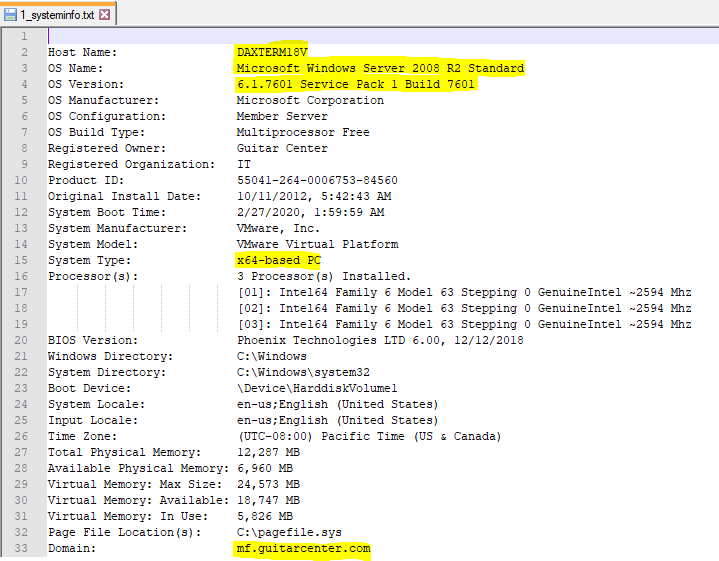 1_systeminfo.txt
1
2 Host Name: DAXTERM18V
3 OS Name: Microsoft Windows Server 2008 R2 Standard
4 OS Version: 6.1.7601 Service Pack 1 Build 7601
5 OS Manufacturer: Microsoft Corporation
6 OS Configuration: Member Server
7 OS Build Type: Multiprocessor Free
8 Registered Owner: Guitar Center
9 Registered Organization: IT
10 Product ID: 55041-264-0006753-84560
11 Original Install Date: 10/11/2012, 5:42:43 AM
12 System Boot Time: 2/27/2020, 1:59:59 AM
13 System Manufacturer: VMware, Inc.
14 System Model: VMware Virtual Platform
15 System Type: x64-based PC
16 Processor(s): 3 Processor(s) Installed.
17 [01]: Intel64 Family 6 Model 63 Stepping 0 GenuineIntel ~2594 Mhz
18 [02]: Intel64 Family 6 Model 63 Stepping 0 GenuineIntel ~2594 Mhz
19 [03]: Intel64 Family 6 Model 63 Stepping 0 GenuineIntel ~2594 Mhz
20 BIOS Version: Phoenix Technologies LTD 6.00, 12/12/2018
21 Windows Directory: C:\Windows
22 System Directory: C:\Windows\system32
23 Boot Device: \Device\HarddiskVolume1
24 System Locale: en-us;English (United States)
25 Input Locale: en-us;English (United States)
26 Time Zone: (UTC-08:00) Pacific Time (US & Canada)
27 Total Physical Memory: 12,287 MB
28 Available Physical Memory: 6,960 MB
29 Virtual Memory: Max Size: 24,573 MB
30 Virtual Memory: Available: 18,747 MB
31 Virtual Memory: In Use: 5,826 MB
32 Page File Location(s): C:\pagefile.sys
33 Domain: mf.guitarcenter.com